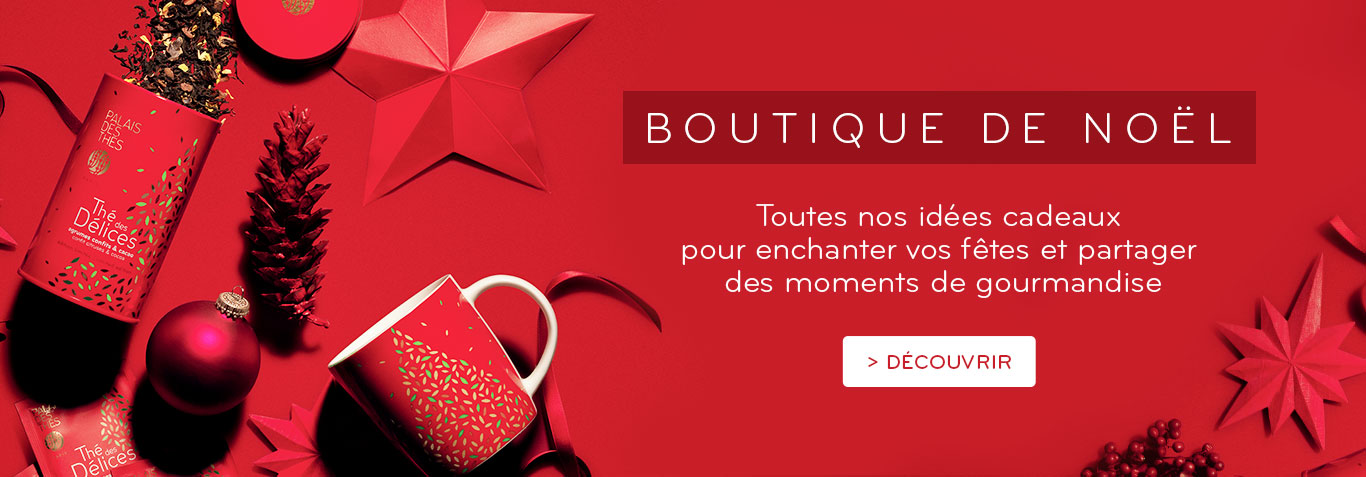 PALAIS
DES
THÉS
Thé des
Délices
agrumes confits & cacao
BOUTIQUE DE NOËL
Toutes nos idées cadeaux
pour enchanter vos fêtes et partager
des moments de gourmandise
> DÉCOUVRIR
Thé des
Délices